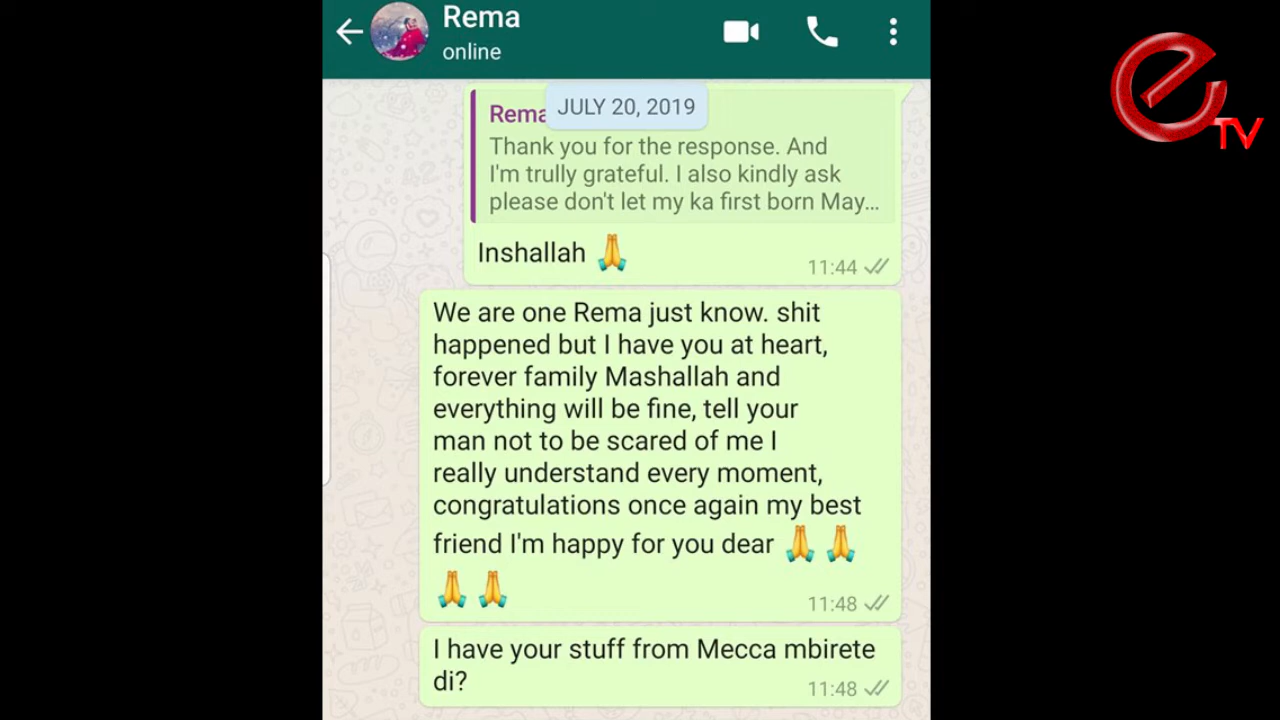 Rema
online
JULY 20, 2019
Rema
Thank you for the response. And
I'm trully grateful. I also kindly ask
please don't let my ka first born May...
Inshallah 🙏
11:44
We are one Rema just know. shit
happened but I have you at heart,
forever family Mashallah and
everything will be fine, tell your
man not to be scared of me I
really understand every moment,
congratulations once again my best
friend I'm happy for you dear 🙏 🙏
🙏 🙏
11:48
I have your stuff from Mecca mbirete
di?
11:48
e TV